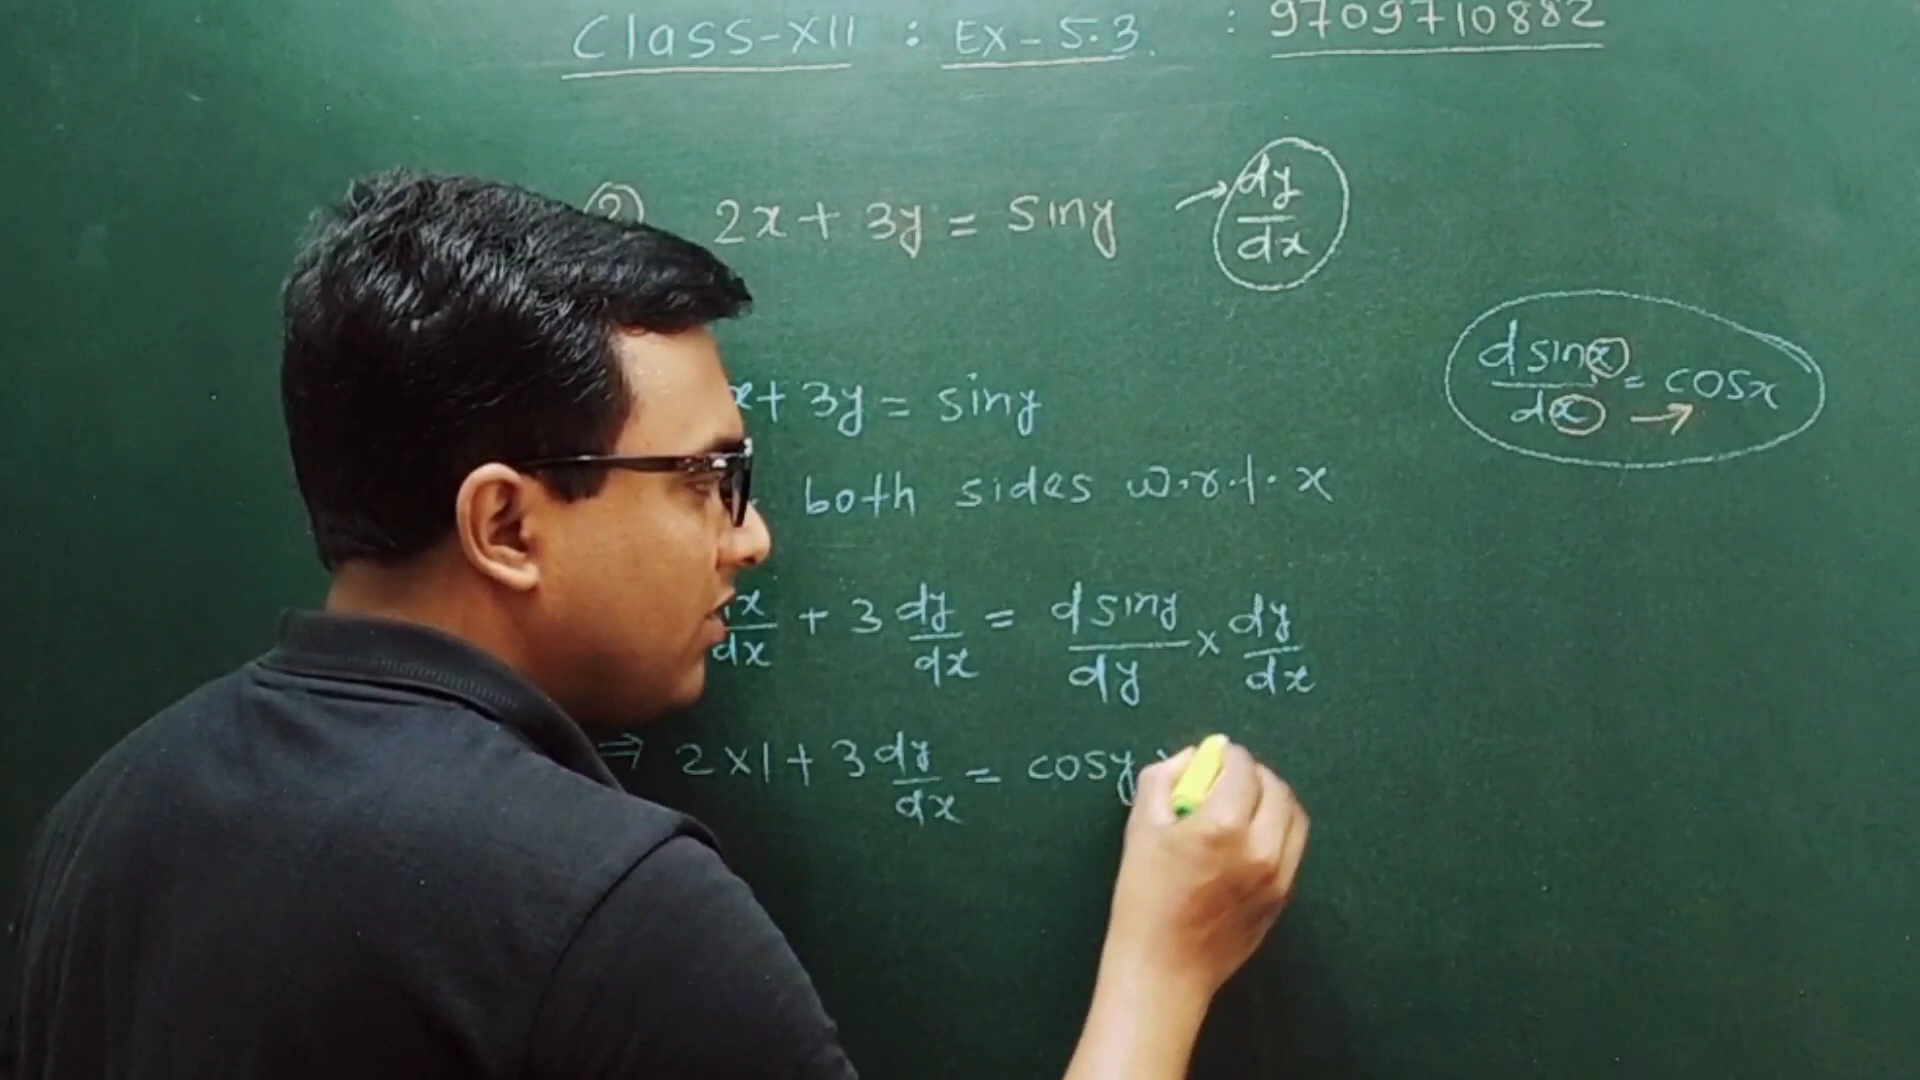 Class-XII : Ex-5.3. : 9709710882
② 2x + 3y = siny → dy/dx
x + 3y = siny
both sides w.r.t. x
d sinx/dx = cosx →
x/dx + 3 dy/dx = d siny/dy × dy/dx
⇒ 2×1 + 3 dy/dx = cosy ×